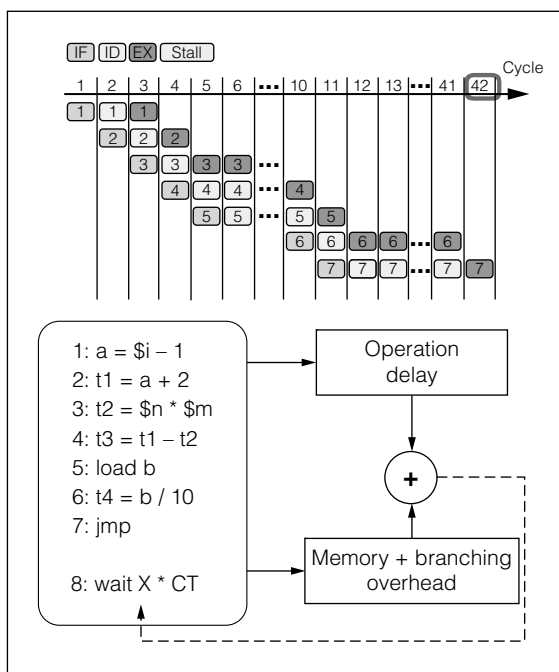 IF ID EX Stall
Cycle
1 2 3 4 5 6 ... 10 11 12 13 ... 41 42
1 1 1
2 2 2
3 3 3 3 ...
4 4 4 ... 4
5 5 ... 5 5
6 6 6 6 ... 6
7 7 7 ... 7 7
1: a = $i – 1
2: t1 = a + 2
3: t2 = $n * $m
4: t3 = t1 – t2
5: load b
6: t4 = b / 10
7: jmp
8: wait X * CT
Operation
delay
+
Memory + branching
overhead